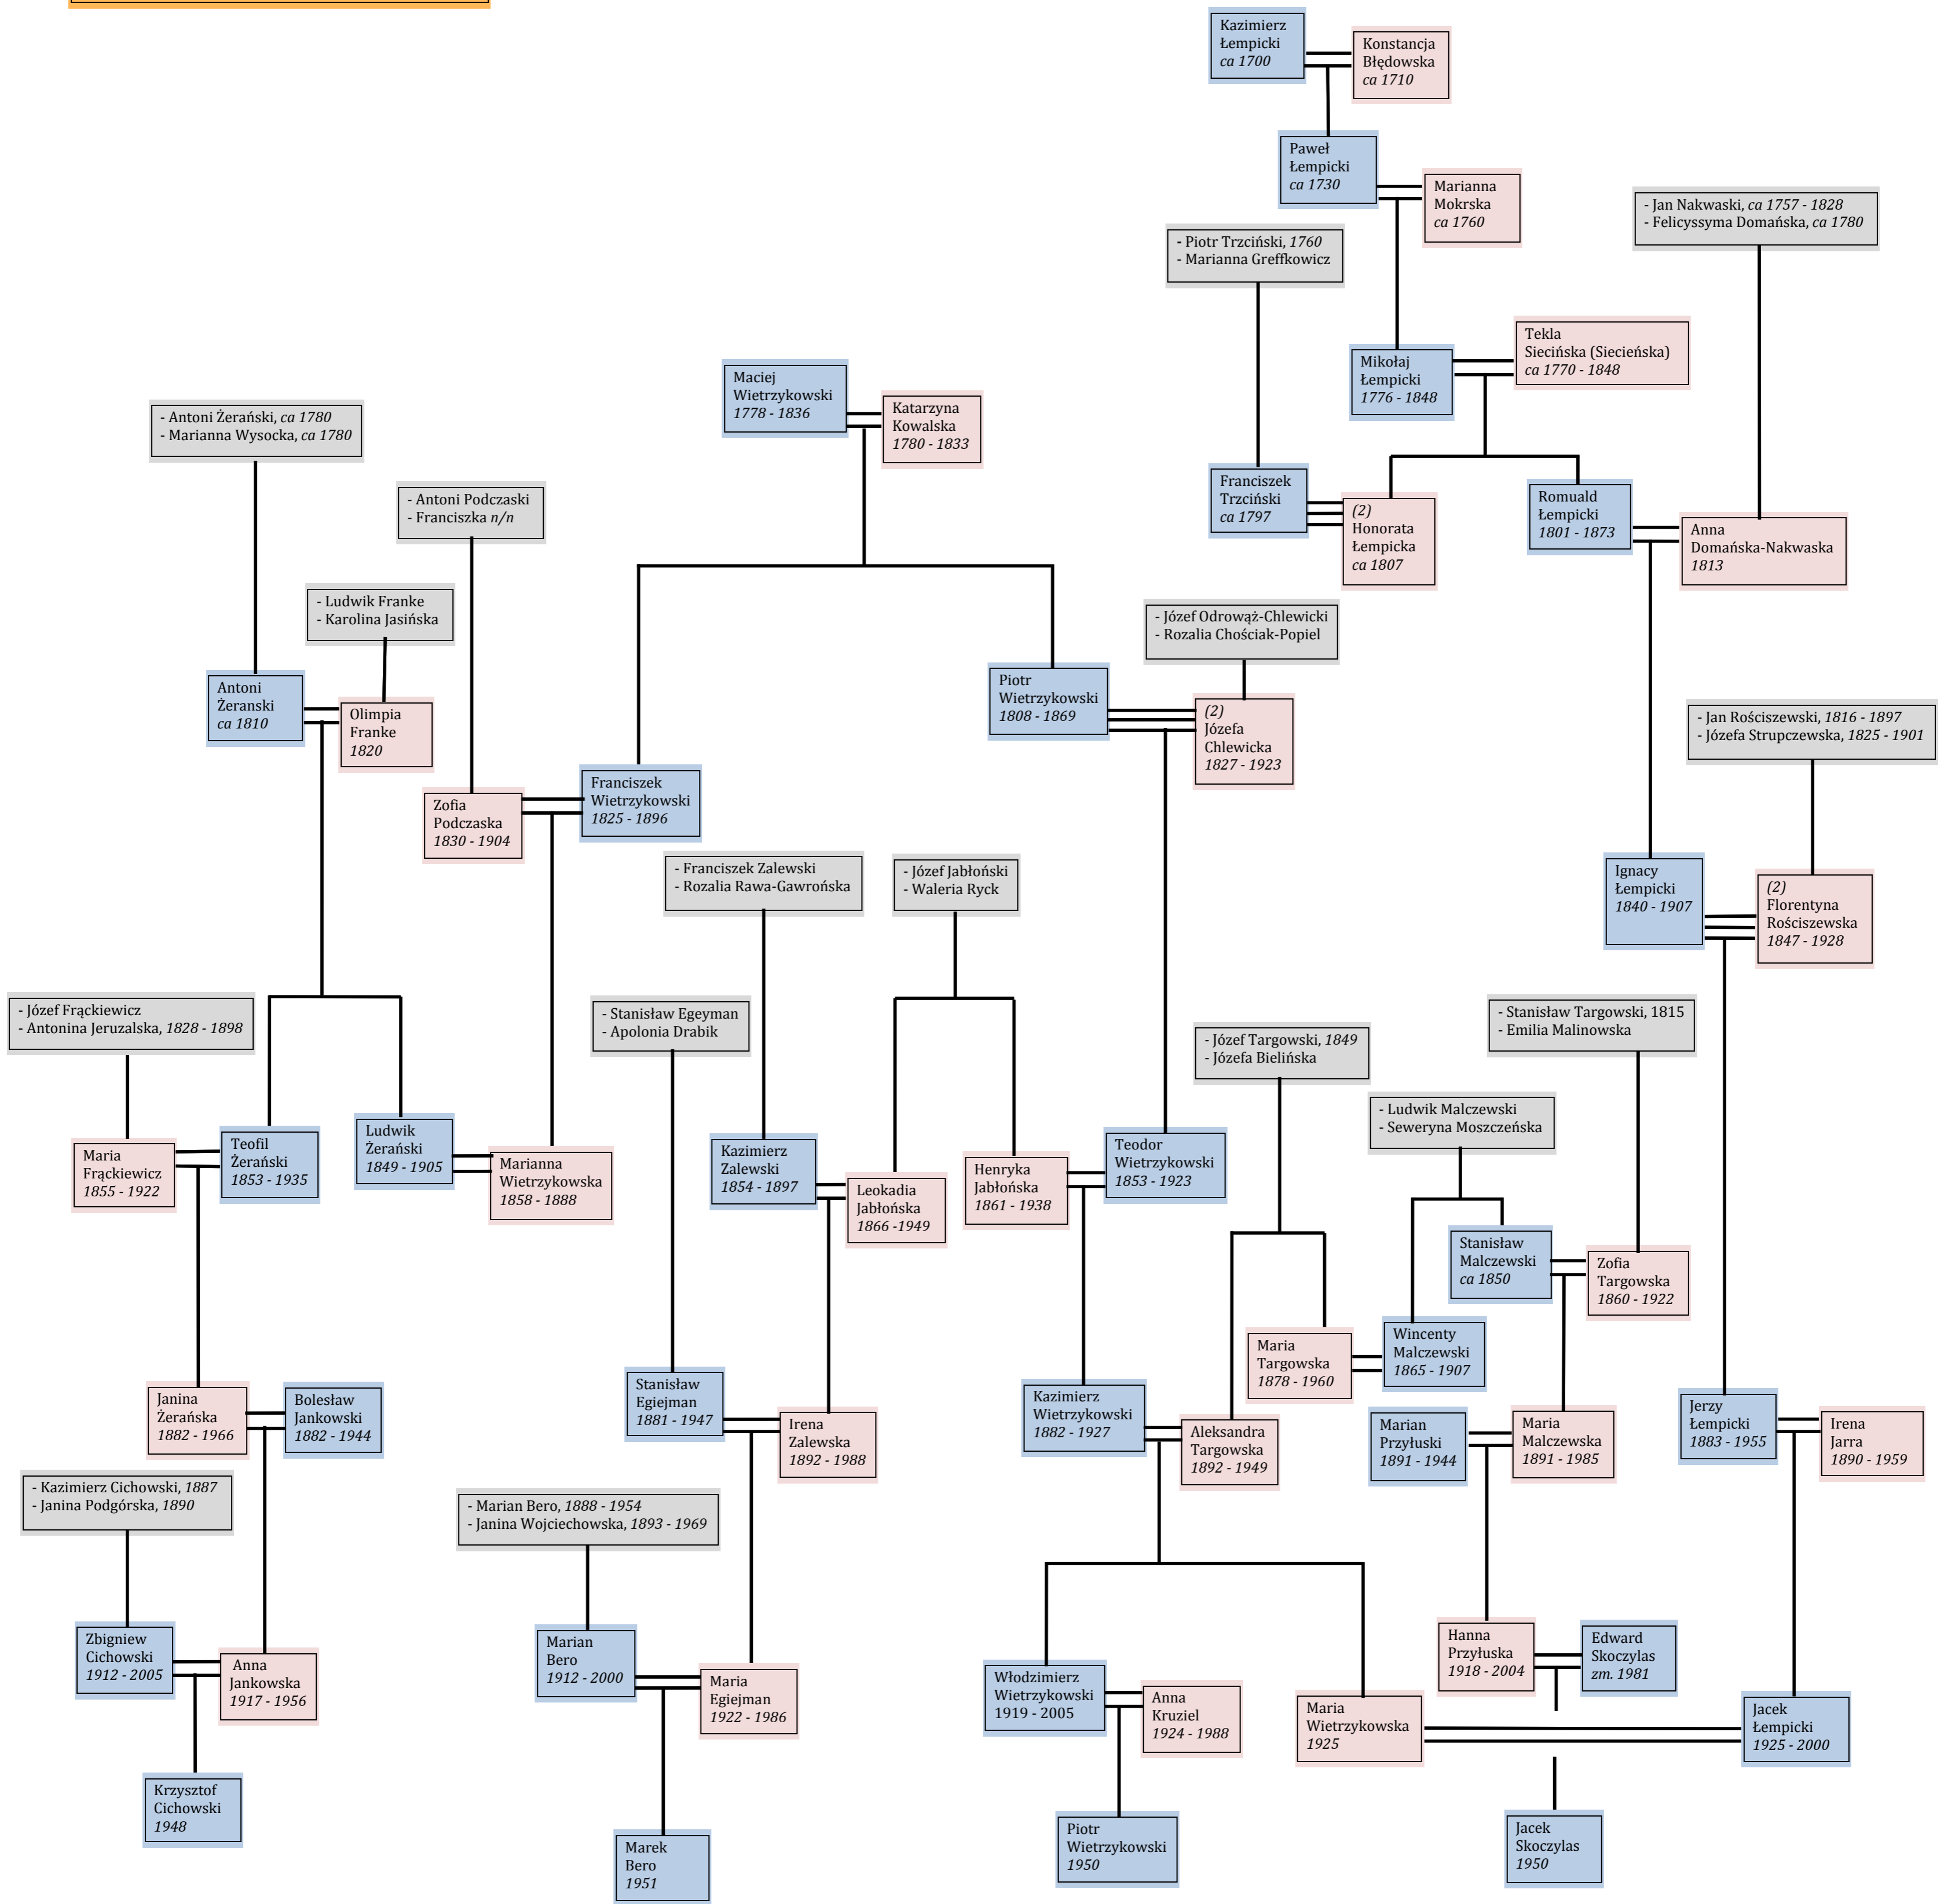 Kazimierz
Łempicki
ca 1700
Konstancja
Błędowska
ca 1710
Paweł
Łempicki
ca 1730
Marianna
Mokrska
ca 1760
- Jan Nakwaski, ca 1757 - 1828
- Felicyssyma Domańska, ca 1780
- Piotr Trzciński, 1760
- Marianna Greffkowicz
Tekla
Siecińska (Siecieńska)
ca 1770 - 1848
Mikołaj
Łempicki
1776 - 1848
Maciej
Wietrzykowski
1778 - 1836
Katarzyna
Kowalska
1780 - 1833
- Antoni Żerański, ca 1780
- Marianna Wysocka, ca 1780
Franciszek
Trzciński
ca 1797
(2)
Honorata
Łempicka
ca 1807
Romuald
Łempicki
1801 - 1873
Anna
Domańska-Nakwaska
1813
- Antoni Podczaski
- Franciszka n/n
- Ludwik Franke
- Karolina Jasińska
- Józef Odrowąż-Chlewicki
- Rozalia Chościak-Popiel
Antoni
Żeranski
ca 1810
Olimpia
Franke
1820
Piotr
Wietrzykowski
1808 - 1869
(2)
Józefa
Chlewicka
1827 - 1923
- Jan Rościszewski, 1816 - 1897
- Józefa Strupczewska, 1825 - 1901
Zofia
Podczaska
1830 - 1904
Franciszek
Wietrzykowski
1825 - 1896
- Franciszek Zalewski
- Rozalia Rawa-Gawrońska
- Józef Jabłoński
- Waleria Ryck
Ignacy
Łempicki
1840 - 1907
(2)
Florentyna
Rościszewska
1847 - 1928
- Józef Frąckiewicz
- Antonina Jeruzalska, 1828 - 1898
- Stanisław Egeyman
- Apolonia Drabik
- Józef Targowski, 1849
- Józefa Bielińska
- Stanisław Targowski, 1815
- Emilia Malinowska
- Ludwik Malczewski
- Seweryna Moszczeńska
Maria
Frąckiewicz
1855 - 1922
Teofil
Żerański
1853 - 1935
Ludwik
Żerański
1849 - 1905
Marianna
Wietrzykowska
1858 - 1888
Kazimierz
Zalewski
1854 - 1897
Leokadia
Jabłońska
1866 -1949
Henryka
Jabłońska
1861 - 1938
Teodor
Wietrzykowski
1853 - 1923
Stanisław
Malczewski
ca 1850
Zofia
Targowska
1860 - 1922
Maria
Targowska
1878 - 1960
Wincenty
Malczewski
1865 - 1907
Janina
Żerańska
1882 - 1966
Bolesław
Jankowski
1882 - 1944
Stanisław
Egiejman
1881 - 1947
Irena
Zalewska
1892 - 1988
Kazimierz
Wietrzykowski
1882 - 1927
Aleksandra
Targowska
1892 - 1949
Marian
Przyłuski
1891 - 1944
Maria
Malczewska
1891 - 1985
Jerzy
Łempicki
1883 - 1955
Irena
Jarra
1890 - 1959
- Kazimierz Cichowski, 1887
- Janina Podgórska, 1890
- Marian Bero, 1888 - 1954
- Janina Wojciechowska, 1893 - 1969
Zbigniew
Cichowski
1912 - 2005
Anna
Jankowska
1917 - 1956
Marian
Bero
1912 - 2000
Maria
Egiejman
1922 - 1986
Włodzimierz
Wietrzykowski
1919 - 2005
Anna
Kruziel
1924 - 1988
Maria
Wietrzykowska
1925
Hanna
Przyłuska
1918 - 2004
Edward
Skoczylas
zm. 1981
Jacek
Łempicki
1925 - 2000
Krzysztof
Cichowski
1948
Marek
Bero
1951
Piotr
Wietrzykowski
1950
Jacek
Skoczylas
1950